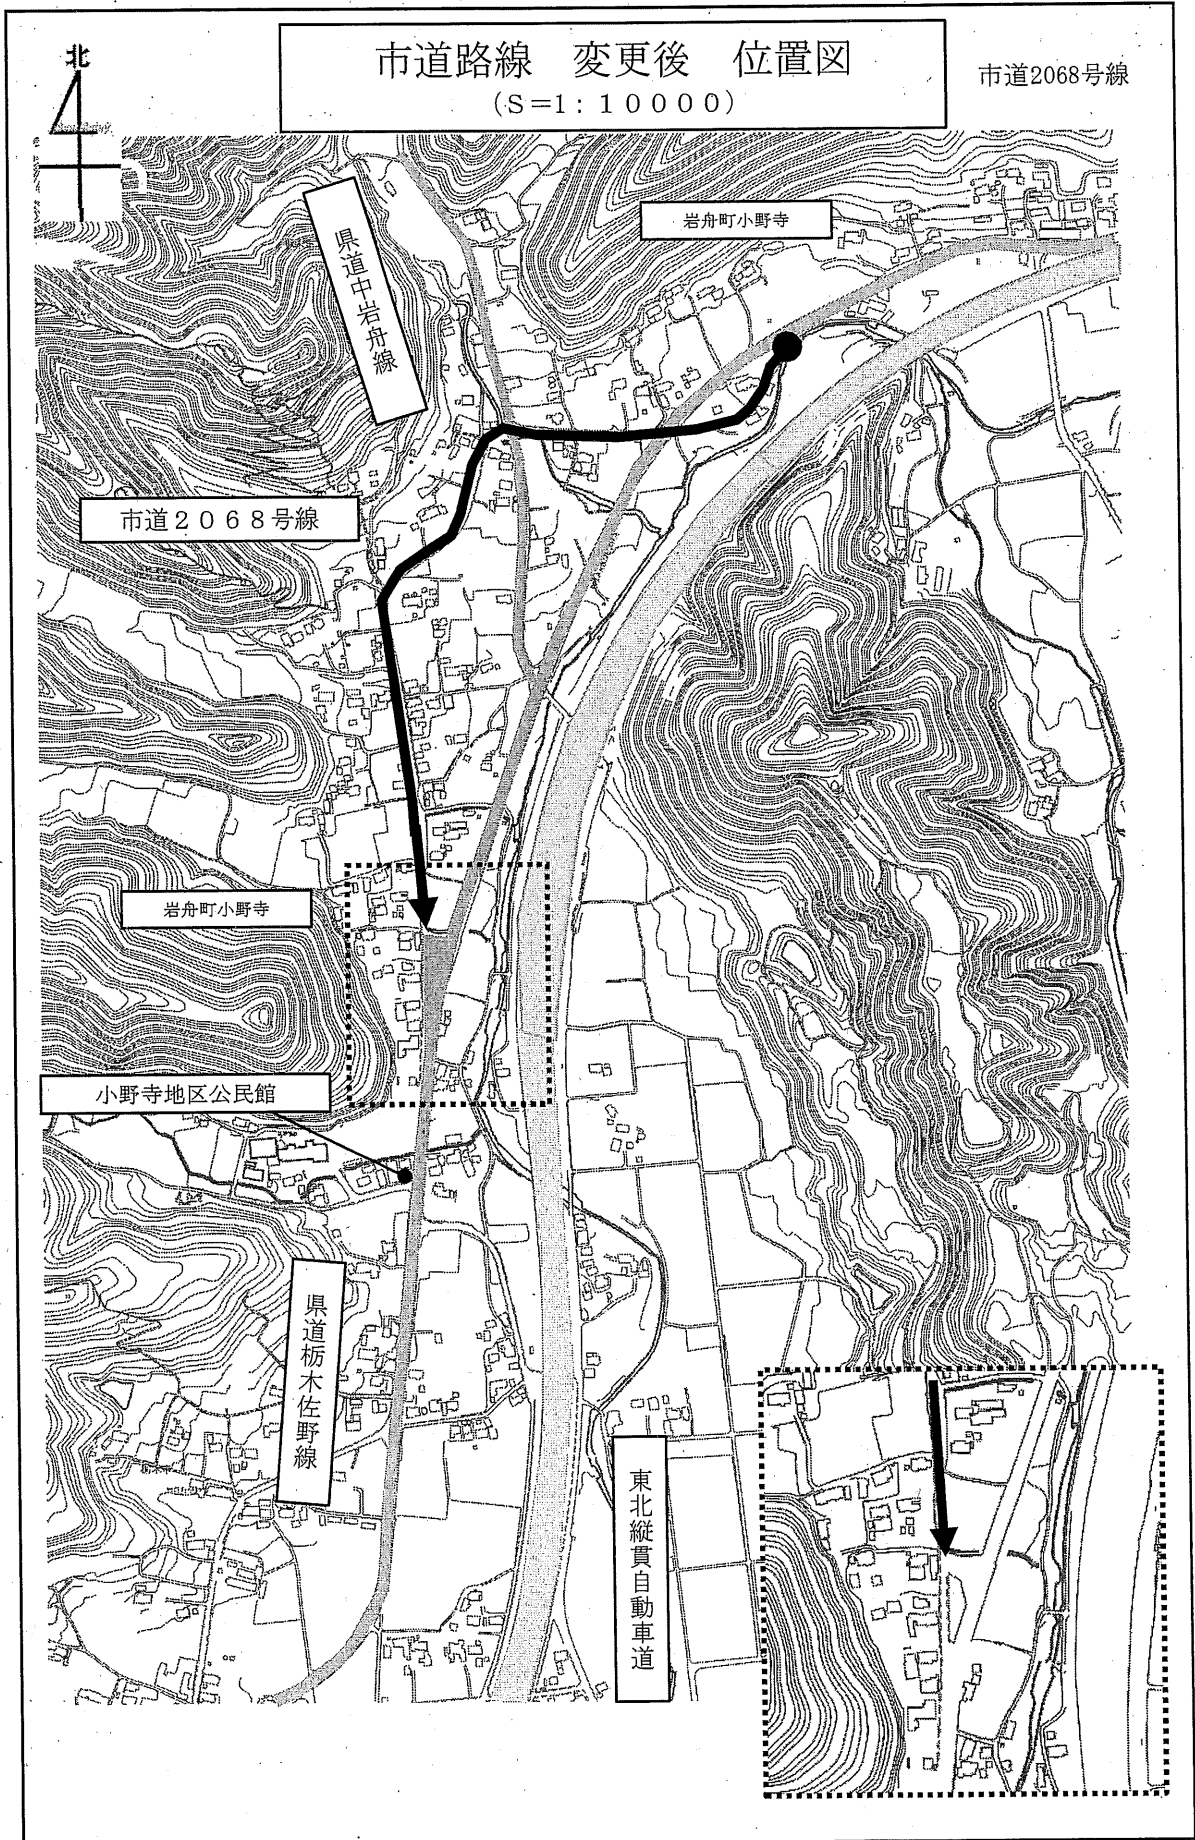 北
市道路線　変更後　位置図
（S＝1：10000）
市道2068号線
県道中岩舟線
岩舟町小野寺
市道２０６８号線
岩舟町小野寺
小野寺地区公民館
県道栃木佐野線
東北縦貫自動車道